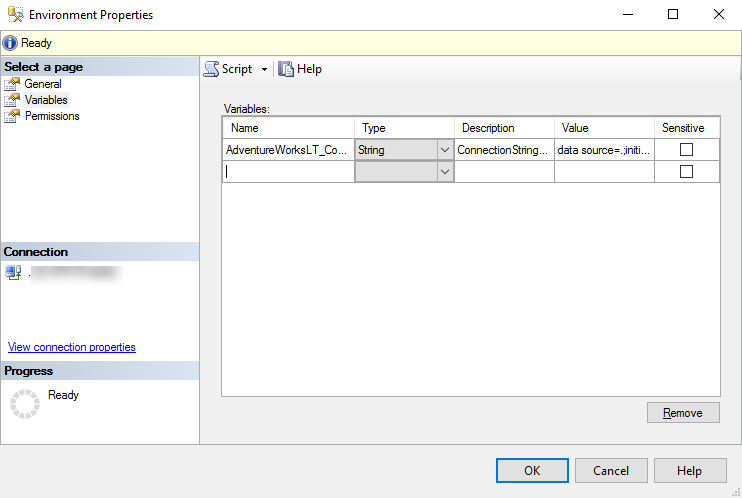 Environment Properties
Ready
Select a page
General
Variables
Permissions
Script Help
Variables:
Name Type Description Value Sensitive
AdventureWorksLT_Co... String ConnectionString... data source=.;initi...
Connection
.
View connection properties
Progress
Ready
Remove
OK Cancel Help